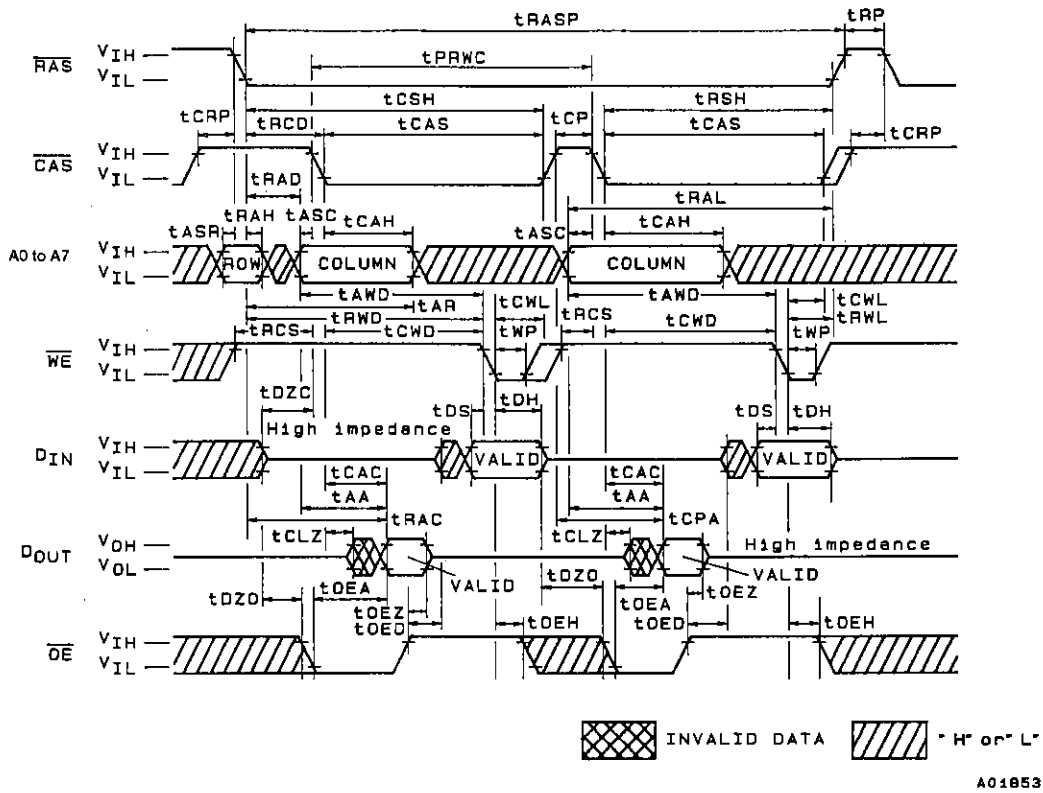 tRASP tRP
RAS VIH
VIL
tPRWC
tCSH tRSH
tCRP tRCD tCAS tCP tCAS tCRP
CAS VIH
VIL
tRAD tRAL
tASR tRAH tASC tCAH tASC tCAH
A0 to A7 VIH
VIL
ROW COLUMN COLUMN
tAWD tAWD
tAR tCWL tCWL
tRWD tRCS tRWL
tRCS tCWD tWP tCWD tWP
WE VIH
VIL
tDZC tDS tDH tDS tDH
High impedance
DIN VIH
VIL
VALID VALID
tCAC tCAC
tAA tAA
tRAC tCPA
tCLZ tCLZ
DOUT VOH
VOL
High impedance
VALID VALID
tDZO tOEA tOEZ tDZO tOEA tOEZ
tOED tOEH tOED tOEH
OE VIH
VIL
INVALID DATA "H" or "L"
A01853